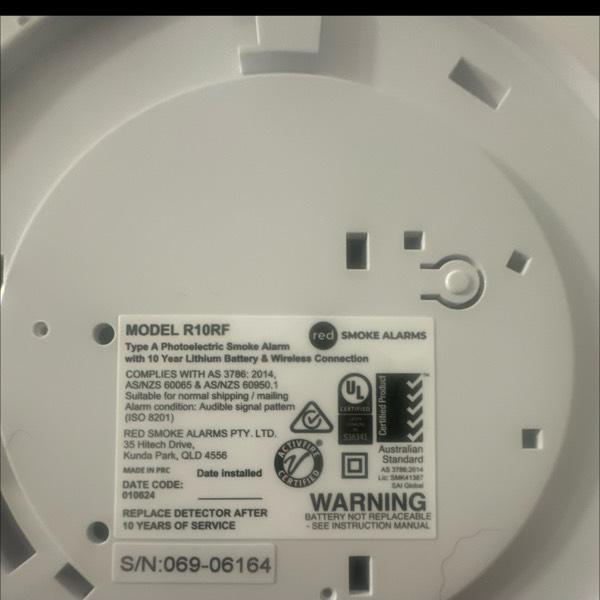 MODEL R10RF
red SMOKE ALARMS
Type A Photoelectric Smoke Alarm
with 10 Year Lithium Battery & Wireless Connection
COMPLIES WITH AS 3786: 2014,
AS/NZS 60065 & AS/NZS 60950.1
Suitable for normal shipping / mailing
Alarm condition: Audible signal pattern
(ISO 8201)
RED SMOKE ALARMS PTY. LTD.
35 Hitech Drive,
Kunda Park, QLD 4556
MADE IN PRC
Date installed
DATE CODE:
010624
REPLACE DETECTOR AFTER
10 YEARS OF SERVICE
UL
CERTIFIED
S36341
ACTIVFIRE
CERTIFIED
Certified Product
TM
Australian
Standard
AS 3786:2014
Lic: SMK41387
SAI Global
WARNING
BATTERY NOT REPLACEABLE
- SEE INSTRUCTION MANUAL
S/N:069-06164